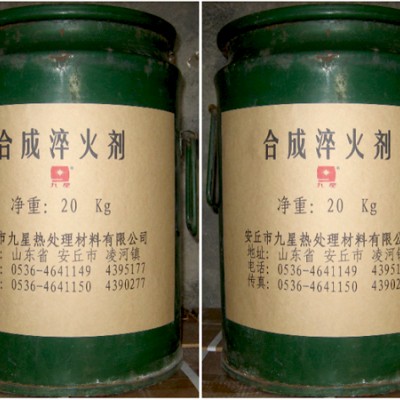 合成淬火剂
九星
净重: 20 Kg
市九星热处理材料有限公司
: 山东省 安丘市 凌河镇
: 0536-4641149 4395177
: 0536-4641150 4390277
合成淬火剂
九星
净重: 20 Kg
安丘市九星热处理材料有限公司
地址: 山东省 安丘市 凌河镇
电话: 0536-4641149 43951
传真: 0536-4641150 43902